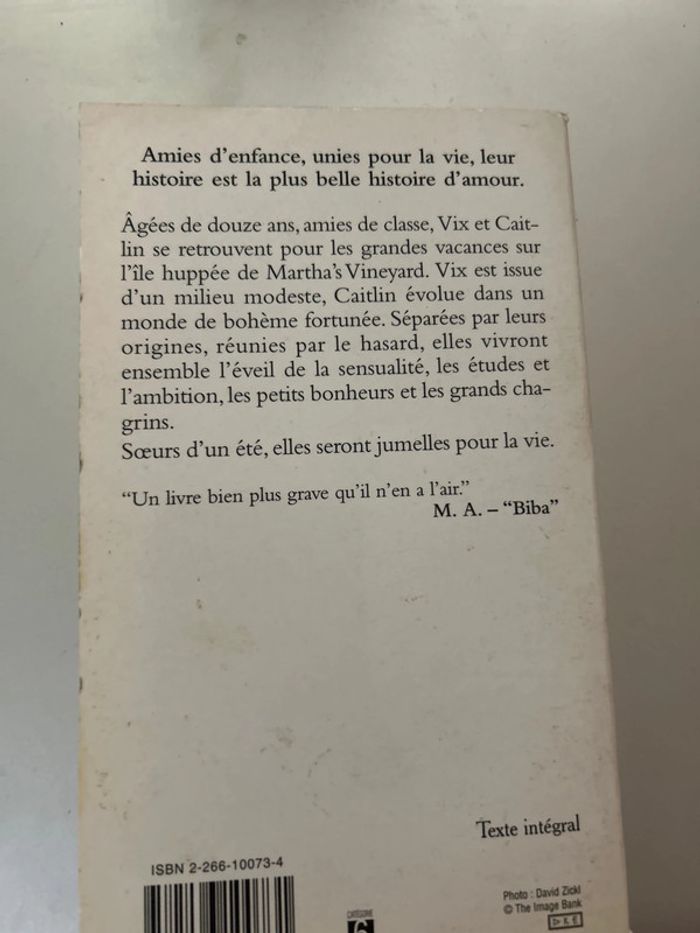 Amies d'enfance, unies pour la vie, leur
histoire est la plus belle histoire d'amour.
Âgées de douze ans, amies de classe, Vix et Cait-
lin se retrouvent pour les grandes vacances sur
l'île huppée de Martha's Vineyard. Vix est issue
d'un milieu modeste, Caitlin évolue dans un
monde de bohème fortunée. Séparées par leurs
origines, réunies par le hasard, elles vivront
ensemble l'éveil de la sensualité, les études et
l'ambition, les petits bonheurs et les grands cha-
grins.
Sœurs d'un été, elles seront jumelles pour la vie.
"Un livre bien plus grave qu'il n'en a l'air."
M. A. – "Biba"
Texte intégral
ISBN 2-266-10073-4
Photo : David Zickl
© The Image Bank
CATÉGORIE
6